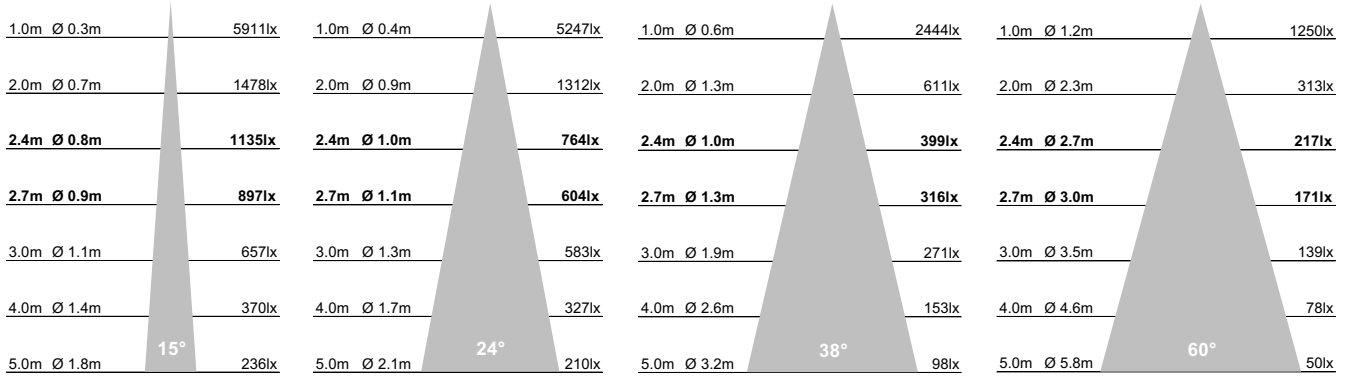 1.0m Ø 0.3m 5911lx
2.0m Ø 0.7m 1478lx
2.4m Ø 0.8m 1135lx
2.7m Ø 0.9m 897lx
3.0m Ø 1.1m 657lx
4.0m Ø 1.4m 370lx
15°
5.0m Ø 1.8m 236lx
1.0m Ø 0.4m 5247lx
2.0m Ø 0.9m 1312lx
2.4m Ø 1.0m 764lx
2.7m Ø 1.1m 604lx
3.0m Ø 1.3m 583lx
4.0m Ø 1.7m 327lx
24°
5.0m Ø 2.1m 210lx
1.0m Ø 0.6m 2444lx
2.0m Ø 1.3m 611lx
2.4m Ø 1.0m 399lx
2.7m Ø 1.3m 316lx
3.0m Ø 1.9m 271lx
4.0m Ø 2.6m 153lx
38°
5.0m Ø 3.2m 98lx
1.0m Ø 1.2m 1250lx
2.0m Ø 2.3m 313lx
2.4m Ø 2.7m 217lx
2.7m Ø 3.0m 171lx
3.0m Ø 3.5m 139lx
4.0m Ø 4.6m 78lx
60°
5.0m Ø 5.8m 50lx